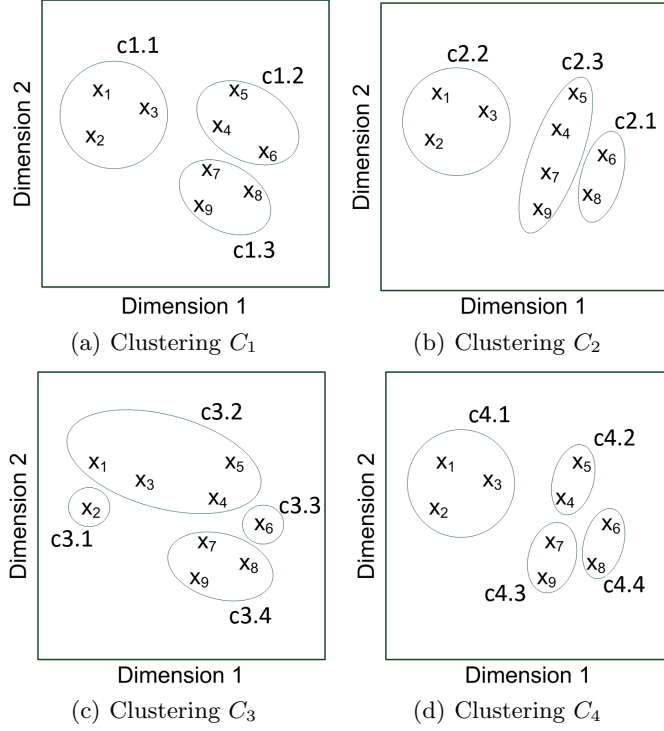 c1.1
c1.2
x₁
x₂
x₃
x₄
x₅
x₆
x₇
x₈
x₉
c1.3
Dimension 2
Dimension 1
(a) Clustering C₁
c2.2
c2.3
c2.1
x₁
x₂
x₃
x₄
x₅
x₆
x₇
x₈
x₉
Dimension 2
Dimension 1
(b) Clustering C₂
c3.2
x₁
x₂
x₃
x₄
x₅
c3.3
x₆
c3.1
x₇
x₈
x₉
c3.4
Dimension 2
Dimension 1
(c) Clustering C₃
c4.1
c4.2
x₁
x₂
x₃
x₄
x₅
x₆
x₇
x₈
x₉
c4.3
c4.4
Dimension 2
Dimension 1
(d) Clustering C₄